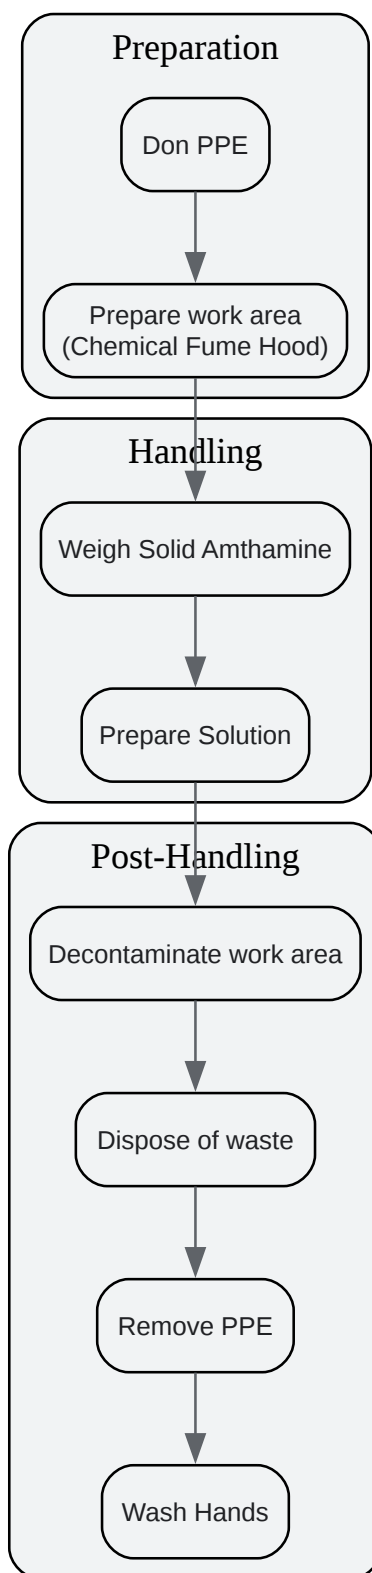 Preparation
Don PPE
Prepare work area
(Chemical Fume Hood)
Handling
Weigh Solid Amthamine
Prepare Solution
Post-Handling
Decontaminate work area
Dispose of waste
Remove PPE
Wash Hands